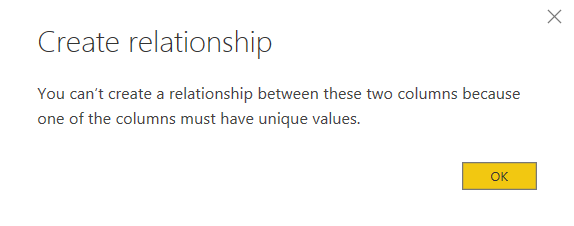 Create relationship
You can't create a relationship between these two columns because
one of the columns must have unique values.
OK